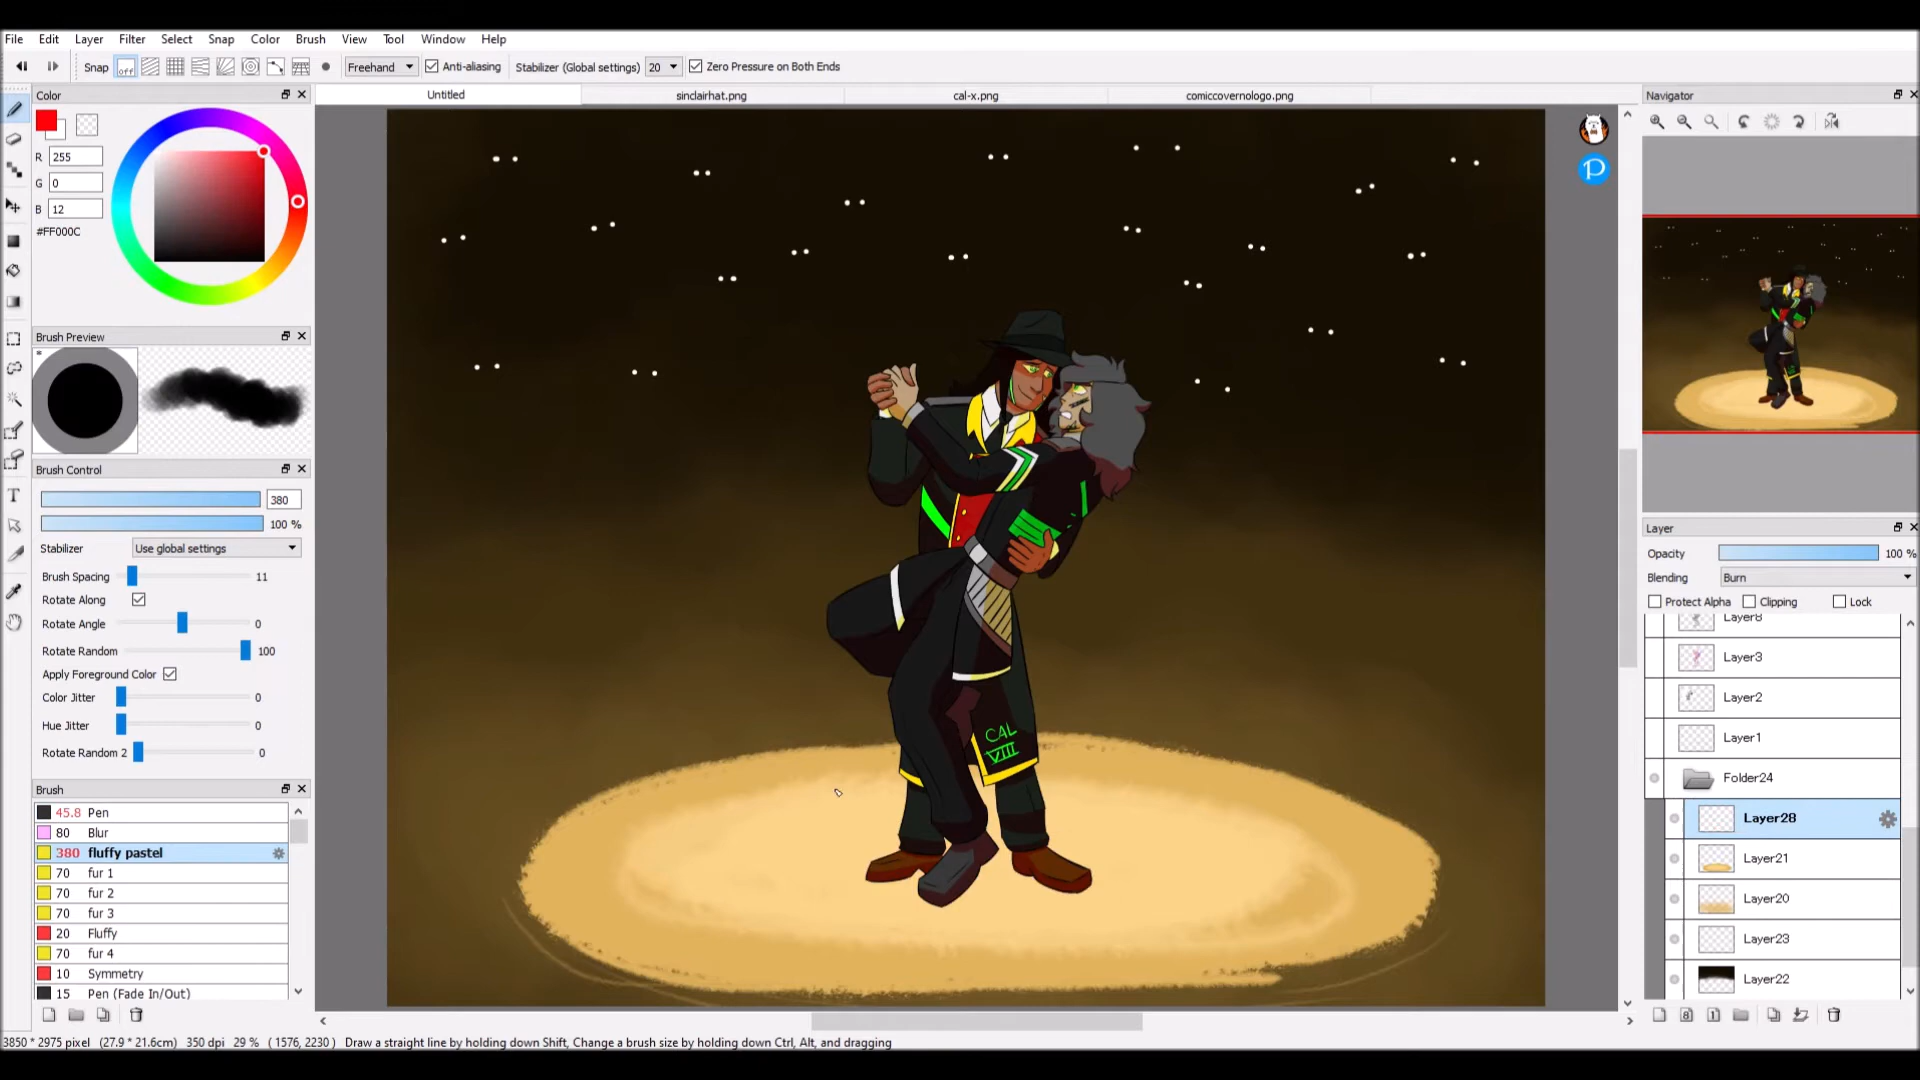 File Edit Layer Filter Select Snap Color Brush View Tool Window Help
Snap off Freehand Anti-aliasing Stabilizer (Global settings) 20 Zero Pressure on Both Ends
Color
Untitled sinclairhat.png cal-x.png comiccovernologo.png
Navigator
R 255
G 0
B 12
#FF000C
P
Brush Preview
*
Brush Control
380
100 %
Stabilizer Use global settings
Brush Spacing 11
Rotate Along
Rotate Angle 0
Rotate Random 100
Apply Foreground Color
Color Jitter 0
Hue Jitter 0
Rotate Random 2 0
Brush
45.8 Pen
80 Blur
380 fluffy pastel
70 fur 1
70 fur 2
70 fur 3
20 Fluffy
70 fur 4
10 Symmetry
15 Pen (Fade In/Out)
T
CAL
VIII
Layer
Opacity 100 %
Blending Burn
Protect Alpha Clipping Lock
Layer8
Layer3
Layer2
Layer1
Folder24
Layer28
Layer21
Layer20
Layer23
Layer22
8 1
3850 * 2975 pixel (27.9 * 21.6cm) 350 dpi 29 % ( 1576, 2230 ) Draw a straight line by holding down Shift, Change a brush size by holding down Ctrl, Alt, and dragging